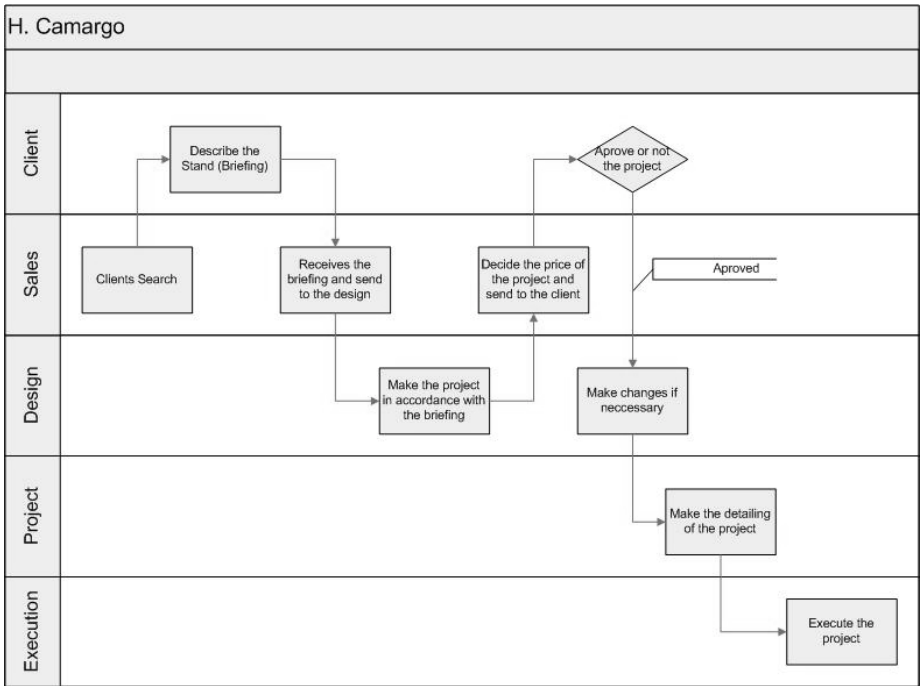 H. Camargo
Client
Describe the
Stand (Briefing)
Aprove or not
the project
Sales
Clients Search
Receives the
briefing and send
to the design
Decide the price of
the project and
send to the client
Aproved
Design
Make the project
in accordance with
the briefing
Make changes if
neccessary
Project
Make the detailing
of the project
Execution
Execute the
project